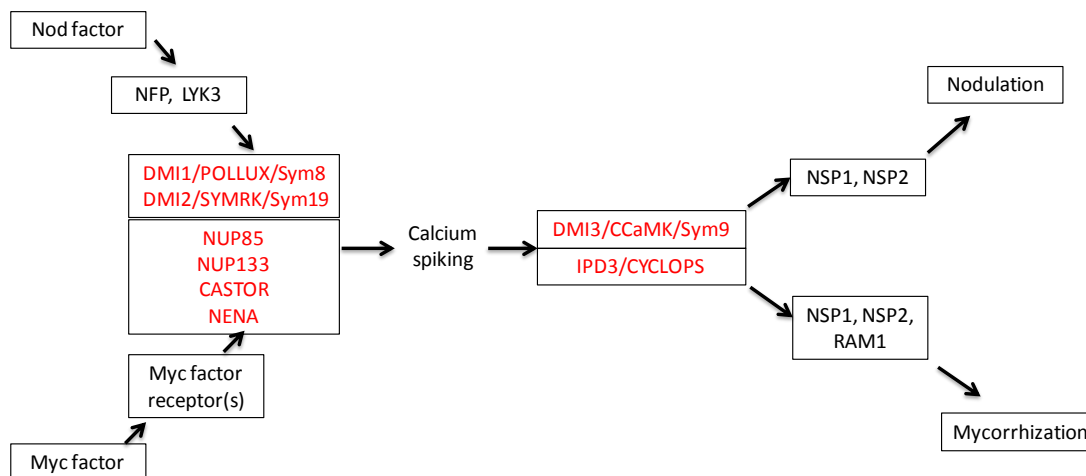 Nod factor
NFP, LYK3
DMI1/POLLUX/Sym8
DMI2/SYMRK/Sym19
NUP85
NUP133
CASTOR
NENA
Myc factor
receptor(s)
Myc factor
Calcium
spiking
DMI3/CCaMK/Sym9
IPD3/CYCLOPS
NSP1, NSP2
Nodulation
NSP1, NSP2,
RAM1
Mycorrhization